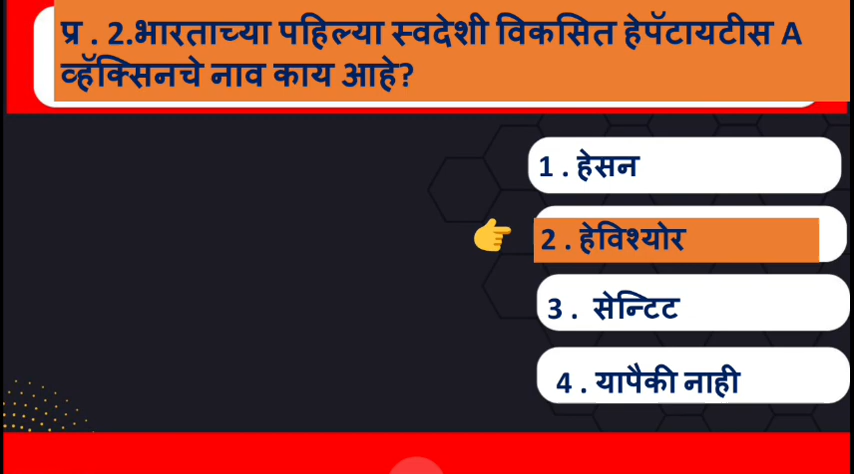 प्र . 2.भारताच्या पहिल्या स्वदेशी विकसित हेपॅटायटीस A
व्हॅक्सिनचे नाव काय आहे?
1 . हेसन
2 . हेविश्योर
3 . सेन्टिट
4 . यापैकी नाही